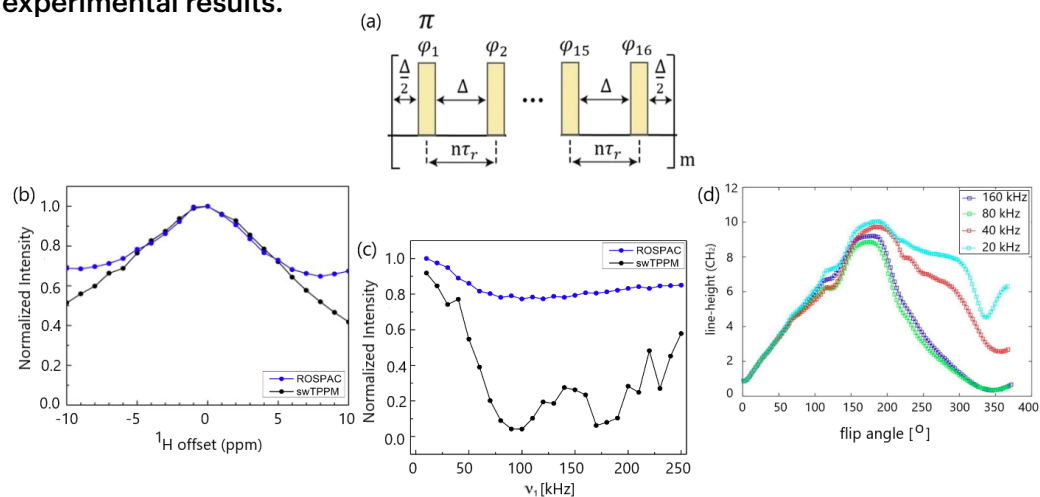 experimental results.
(a)
π
φ₁ φ₂ φ₁₅ φ₁₆
Δ/2 Δ ... Δ Δ/2
nτᵣ nτᵣ
m
(b)
Normalized Intensity
1.0
0.8
0.6
0.4
0.2
0.0
-10 -5 0 5 10
¹H offset (ppm)
ROSPAC
swTPPM
(c)
Normalized Intensity
1.0
0.8
0.6
0.4
0.2
0.0
0 50 100 150 200 250
ν₁ [kHz]
ROSPAC
swTPPM
(d)
line-height (CH₂)
12
10
8
6
4
2
0
0 50 100 150 200 250 300 350 400
flip angle [°]
160 kHz
80 kHz
40 kHz
20 kHz